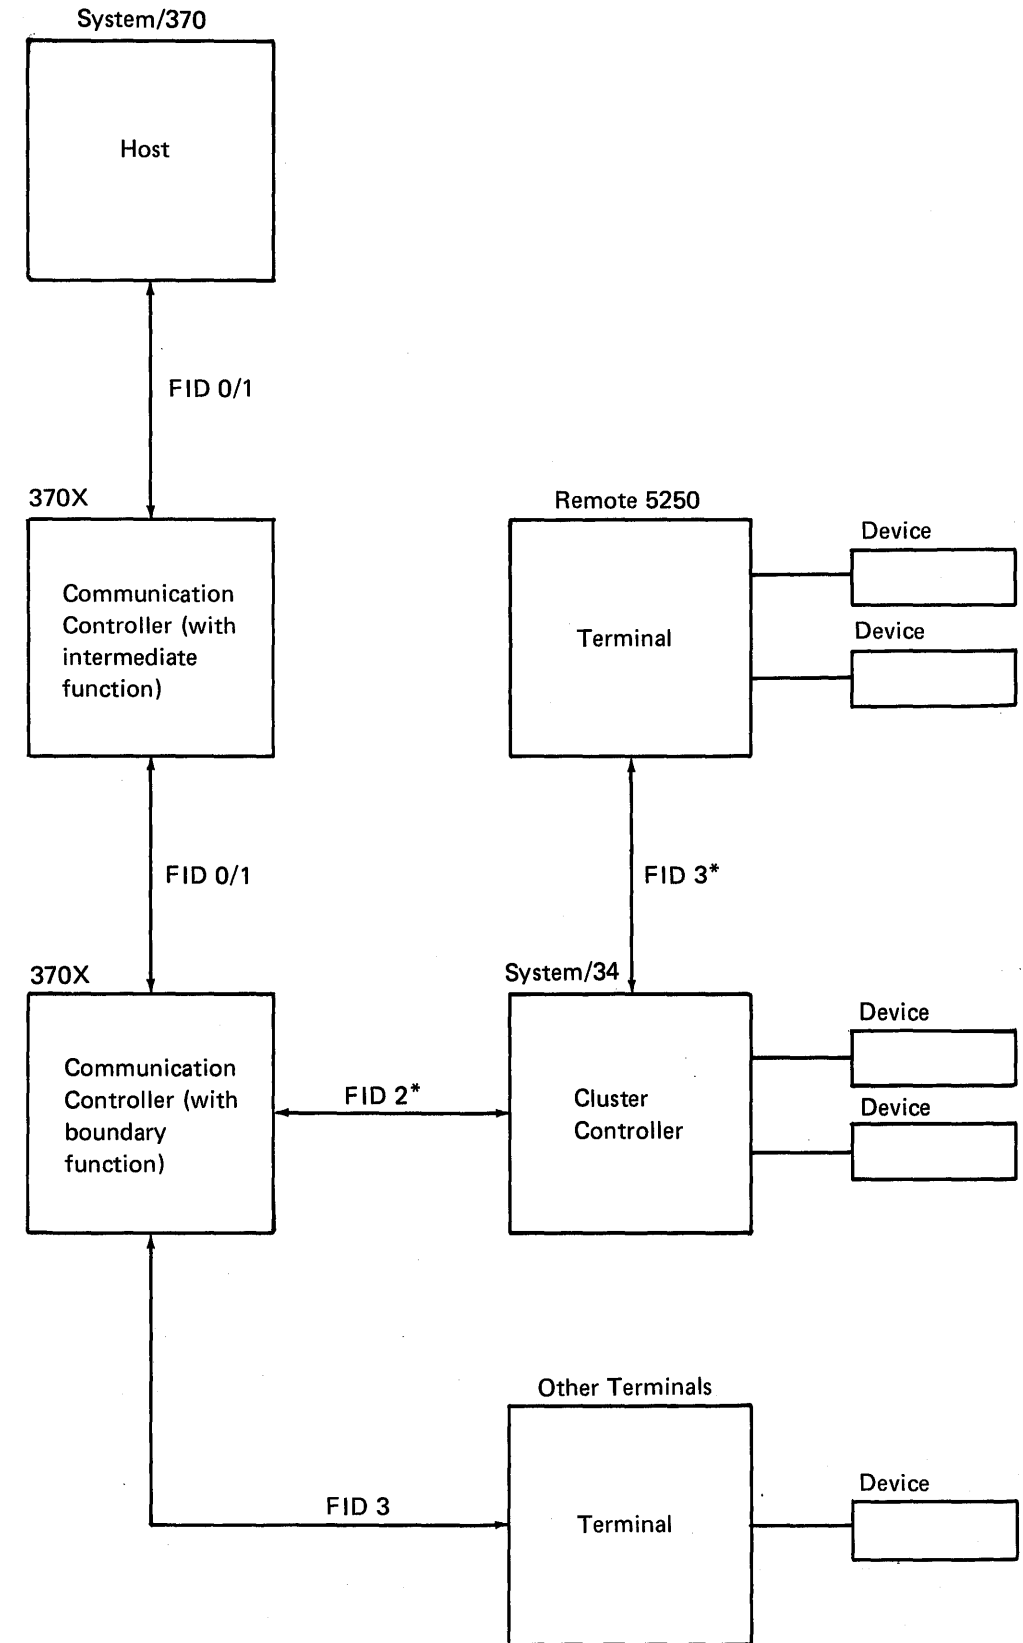 System/370
Host
FID 0/1
370X
Communication
Controller (with
intermediate
function)
Remote 5250
Terminal
Device
Device
FID 0/1
FID 3*
370X
Communication
Controller (with
boundary
function)
FID 2*
System/34
Cluster
Controller
Device
Device
Other Terminals
FID 3
Terminal
Device